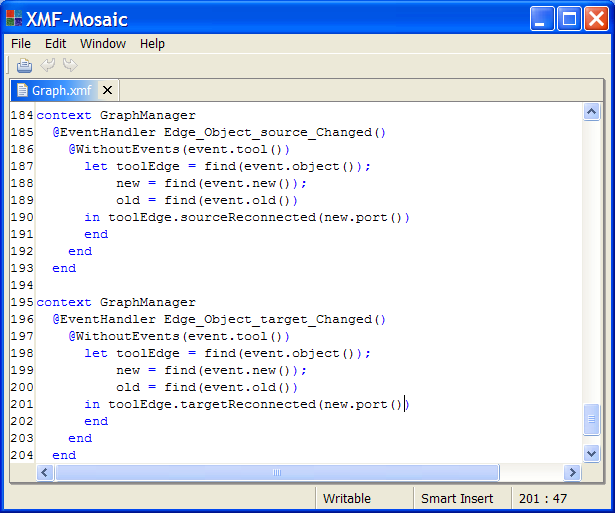 XMF-Mosaic
File Edit Window Help
Graph.xmf
184 context GraphManager
185 @EventHandler Edge_Object_source_Changed()
186 @WithoutEvents(event.tool())
187 let toolEdge = find(event.object());
188 new = find(event.new());
189 old = find(event.old())
190 in toolEdge.sourceReconnected(new.port())
191 end
192 end
193 end
194
195 context GraphManager
196 @EventHandler Edge_Object_target_Changed()
197 @WithoutEvents(event.tool())
198 let toolEdge = find(event.object());
199 new = find(event.new());
200 old = find(event.old())
201 in toolEdge.targetReconnected(new.port())
202 end
203 end
204 end
Writable Smart Insert 201 : 47